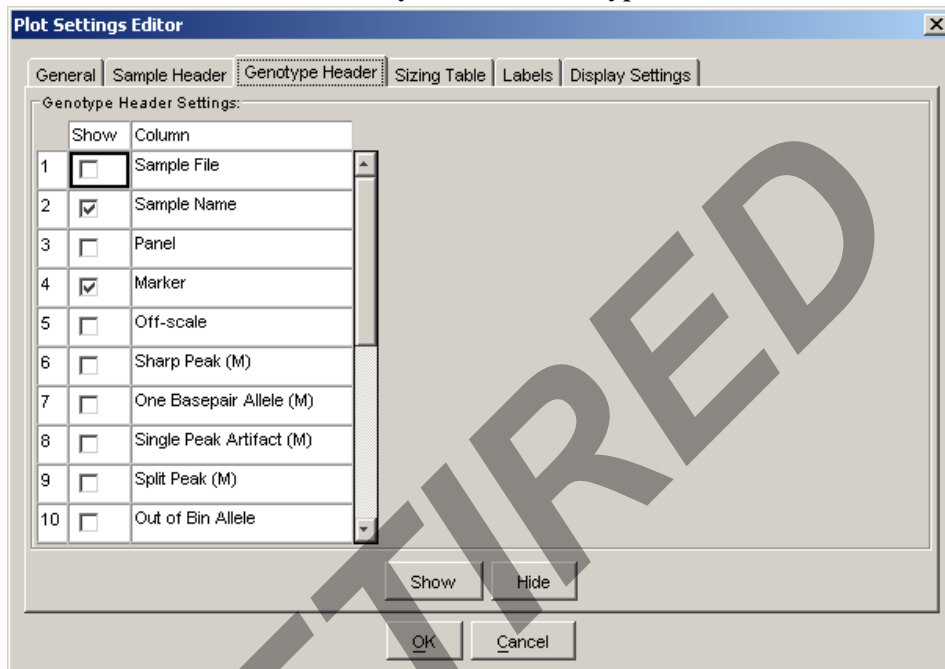 Plot Settings Editor
General Sample Header Genotype Header Sizing Table Labels Display Settings
Genotype Header Settings:
Show Column
1 Sample File
2 Sample Name
3 Panel
4 Marker
5 Off-scale
6 Sharp Peak (M)
7 One Basepair Allele (M)
8 Single Peak Artifact (M)
9 Split Peak (M)
10 Out of Bin Allele
Show Hide
OK Cancel
TIRED